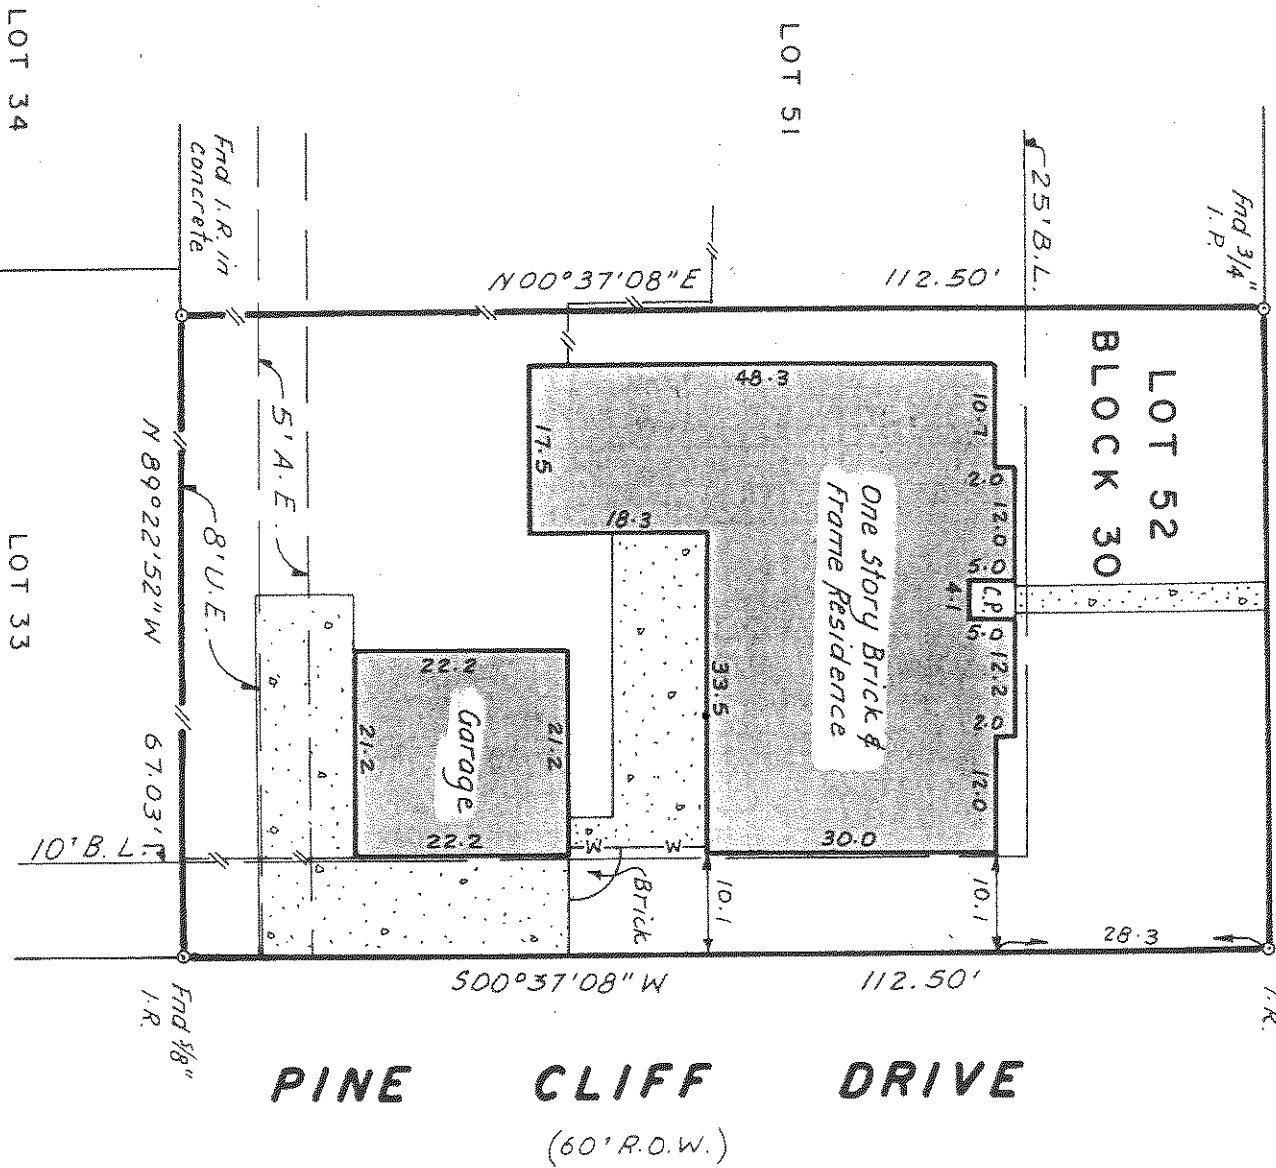 LOT 34
LOT 51
Fnd I.R. in
concrete
25' B.L.
Fnd 3/4"
I.P.
N00°37'08"E
112.50'
LOT 52
BLOCK 30
48.3
10.7
2.0
12.0
5.0
C.P.
4.1
5.0
12.2
2.0
12.0
17.5
18.3
One Story Brick &
Frame Residence
33.5
30.0
5' A.E.
8' U.E.
N 89°22'52"W
67.03'
LOT 33
22.2
21.2
Garage
21.2
22.2
W
W
Brick
10' B.L.
10.1
10.1
28.3
S00°37'08"W
112.50'
Fnd 5/8"
I.R.
PINE CLIFF DRIVE
(60' R.O.W.)